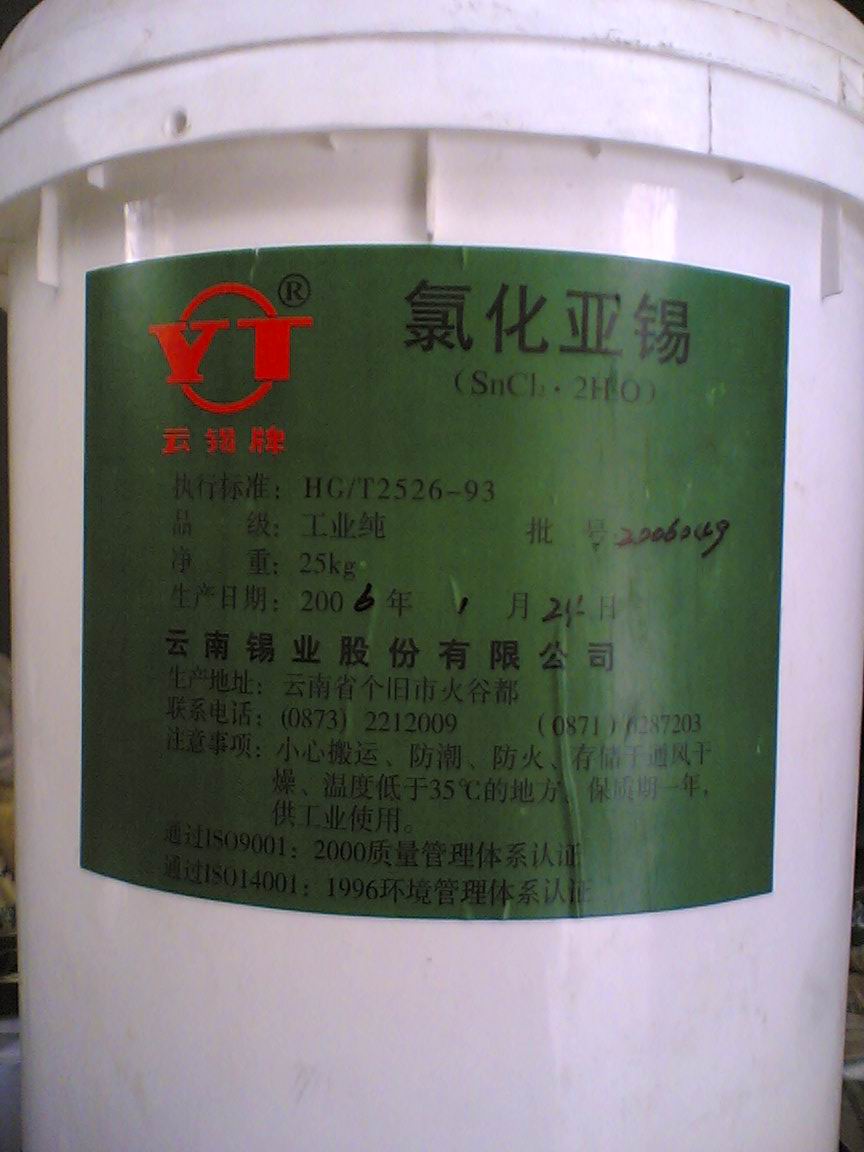 YT®
云锡牌
氯化亚锡
(SnCl₂·2H₂O)
执行标准：HG/T2526-93
品　　级：工业纯　　批　号：2006049
净　　重：25kg
生产日期：2006年 1 月 24 日
云南锡业股份有限公司
生产地址：云南省个旧市火谷都
联系电话：(0873) 2212009　　(0871) 6287203
注意事项：小心搬运、防潮、防火、存储于通风干
燥、温度低于35℃的地方，保质期一年，
供工业使用。
通过ISO9001：2000质量管理体系认证
通过ISO14001：1996环境管理体系认证